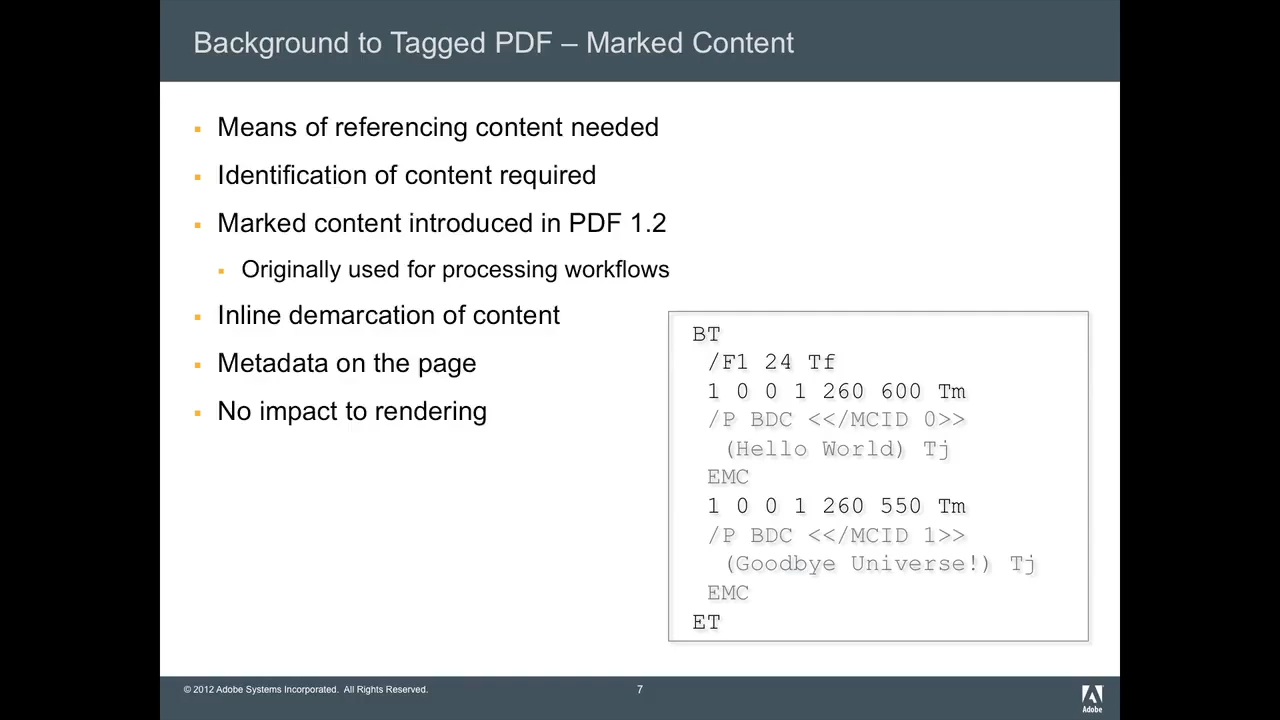 Background to Tagged PDF – Marked Content
▪ Means of referencing content needed
▪ Identification of content required
▪ Marked content introduced in PDF 1.2
▪ Originally used for processing workflows
▪ Inline demarcation of content
▪ Metadata on the page
▪ No impact to rendering
BT
/F1 24 Tf
1 0 0 1 260 600 Tm
/P BDC <</MCID 0>>
(Hello World) Tj
EMC
1 0 0 1 260 550 Tm
/P BDC <</MCID 1>>
(Goodbye Universe!) Tj
EMC
ET
© 2012 Adobe Systems Incorporated. All Rights Reserved.
7
Adobe